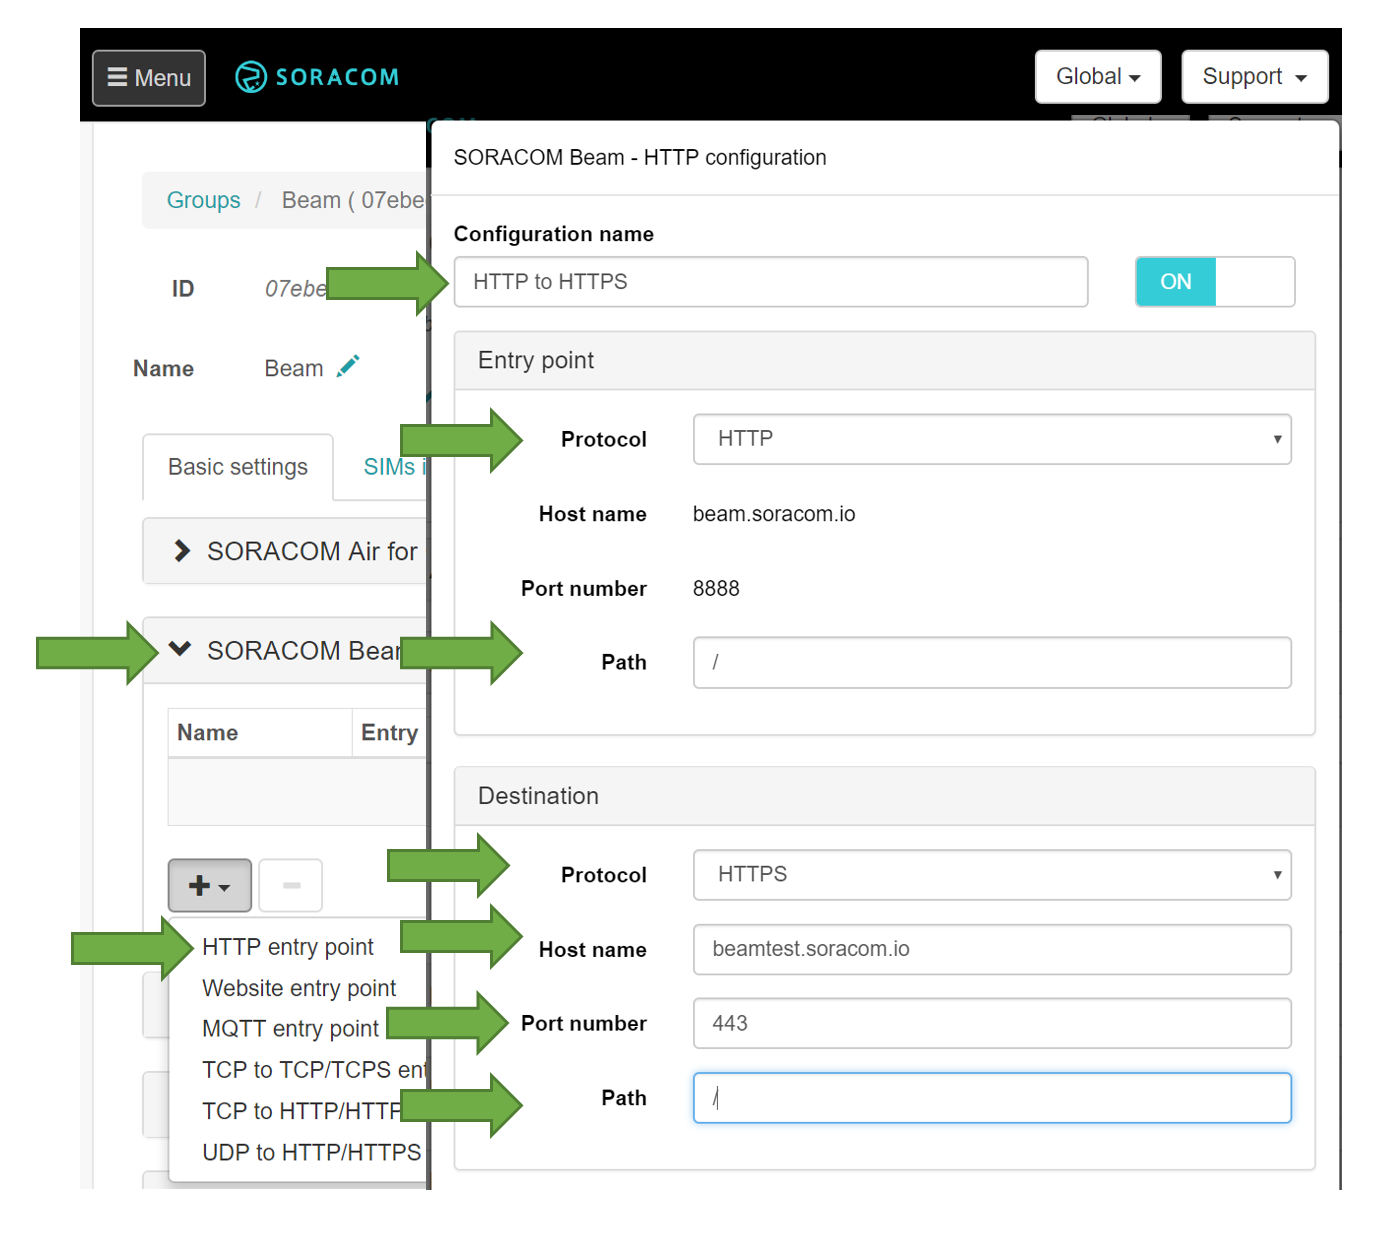 Menu
SORACOM
Global
Support
SORACOM Beam - HTTP configuration
Groups / Beam ( 07ebe
Configuration name
HTTP to HTTPS
ON
ID
07ebe
Name
Beam
Entry point
Protocol
HTTP
Host name
beam.soracom.io
Port number
8888
Path
/
Basic settings
SIMs i
SORACOM Air for
SORACOM Bea
Name
Entry
Destination
Protocol
HTTPS
Host name
beamtest.soracom.io
Port number
443
Path
/
HTTP entry point
Website entry point
MQTT entry point
TCP to TCP/TCPS ent
TCP to HTTP/HTTP
UDP to HTTP/HTTPS